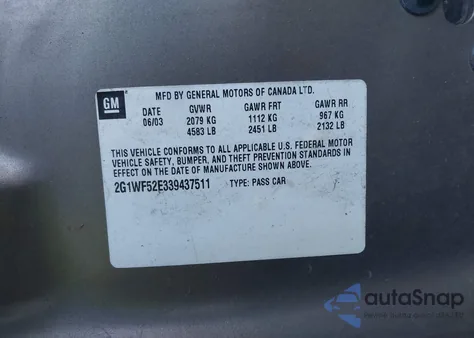 GM
MFD BY GENERAL MOTORS OF CANADA LTD.
DATE GVWR GAWR FRT GAWR RR
06/03 2079 KG 1112 KG 967 KG
4583 LB 2451 LB 2132 LB
THIS VEHICLE CONFORMS TO ALL APPLICABLE U.S. FEDERAL MOTOR
VEHICLE SAFETY, BUMPER, AND THEFT PREVENTION STANDARDS IN
EFFECT ON THE DATE OF MANUFACTURE SHOWN ABOVE.
2G1WF52E339437511 TYPE: PASS CAR
autoSnap